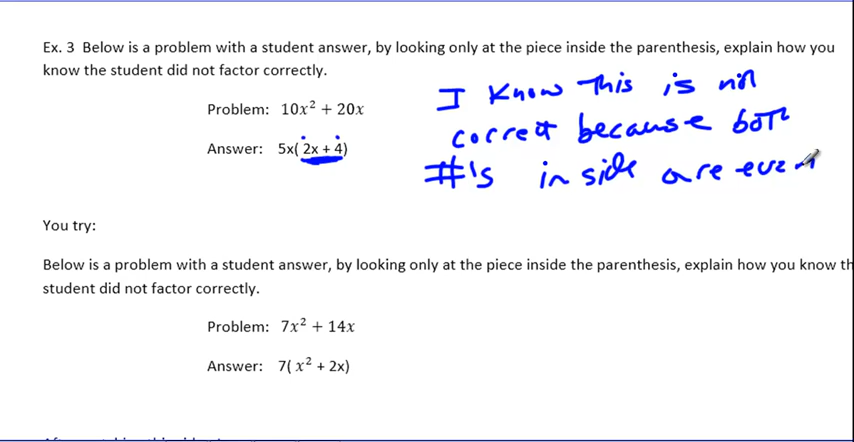 Ex. 3 Below is a problem with a student answer, by looking only at the piece inside the parenthesis, explain how you
know the student did not factor correctly.
I know this is not
Problem: 10x² + 20x
correct because both
Answer: 5x( 2x + 4)
#'s inside are even
You try:
Below is a problem with a student answer, by looking only at the piece inside the parenthesis, explain how you know th
student did not factor correctly.
Problem: 7x² + 14x
Answer: 7( x² + 2x)